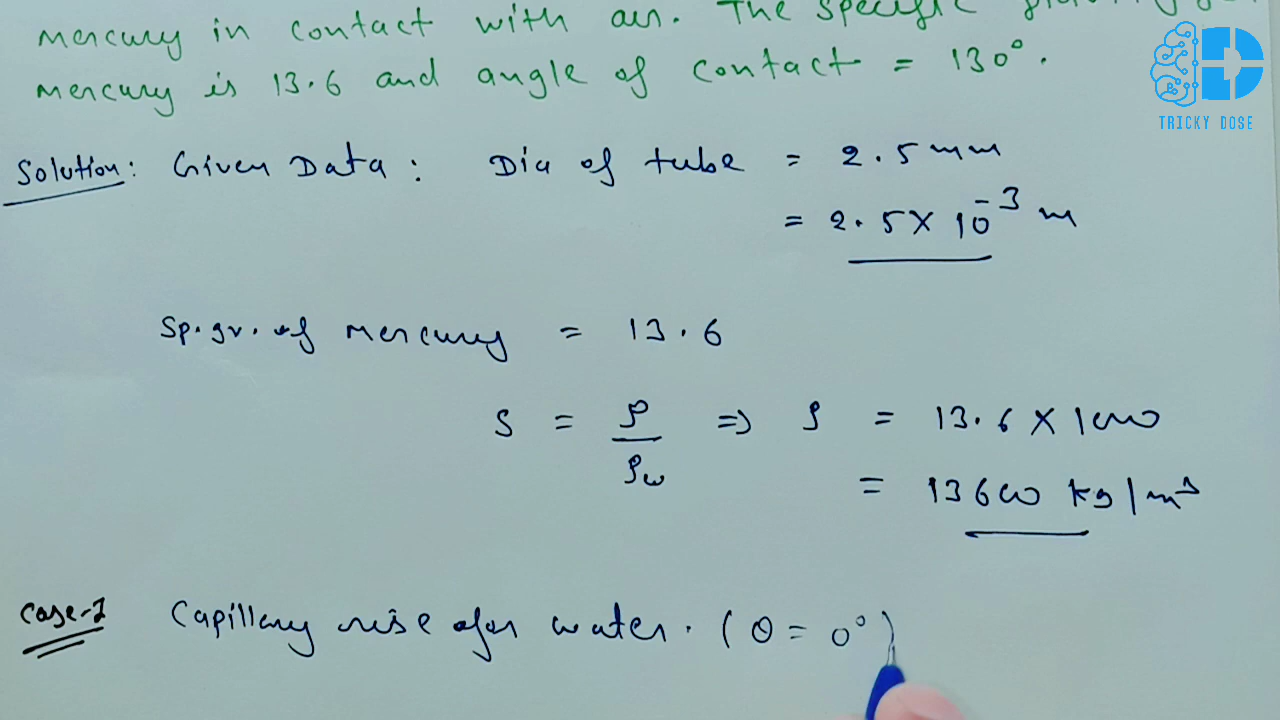 mercury in contact with air. The specific
mercury is 13.6 and angle of contact = 130°.
TRICKY DOSE
Solution: Given Data: Dia of tube = 2.5mm
= 2.5 X 10⁻³ m
Sp.gr. of mercury = 13.6
S = ρ/ρw => ρ = 13.6 X 1000
= 13600 kg/m³
Case-1 Capillary rise for water. (θ = 0°)